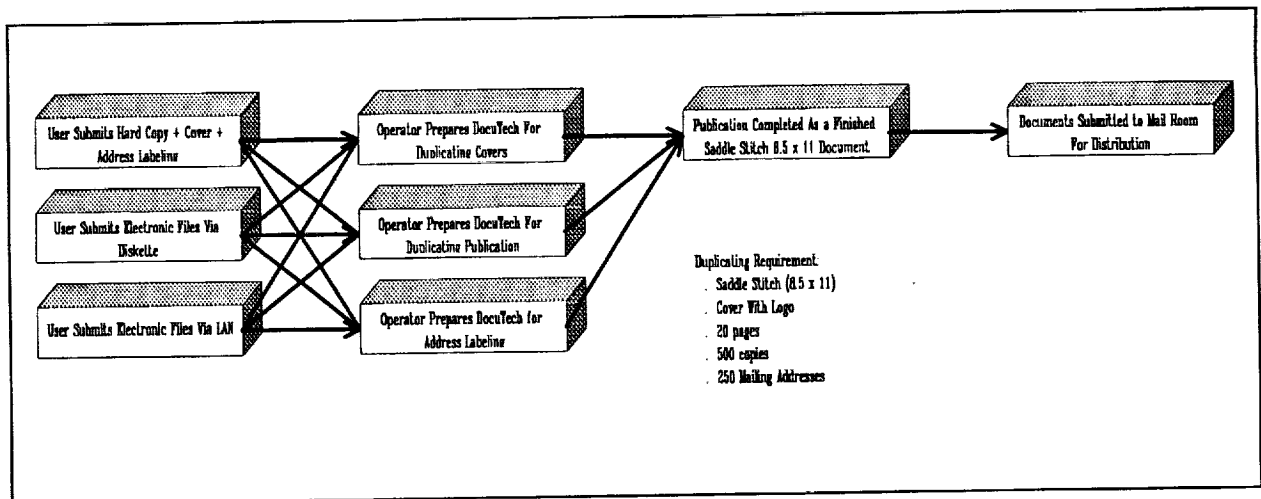 User Submits Hard Copy + Cover +
Address Labeling
User Submits Electronic Files Via
Diskette
User Submits Electronic Files Via LAN
Operator Prepares DocuTech For
Duplicating Covers
Operator Prepares DocuTech For
Duplicating Publication
Operator Prepares DocuTech for
Address Labeling
Publication Completed As a Finished
Saddle Stitch 8.5 x 11 Document.
Documents Submitted to Mail Room
For Distribution
Duplicating Requirement:
. Saddle Stitch (8.5 x 11)
. Cover With Logo
. 20 pages
. 500 copies
. 250 Mailing Addresses